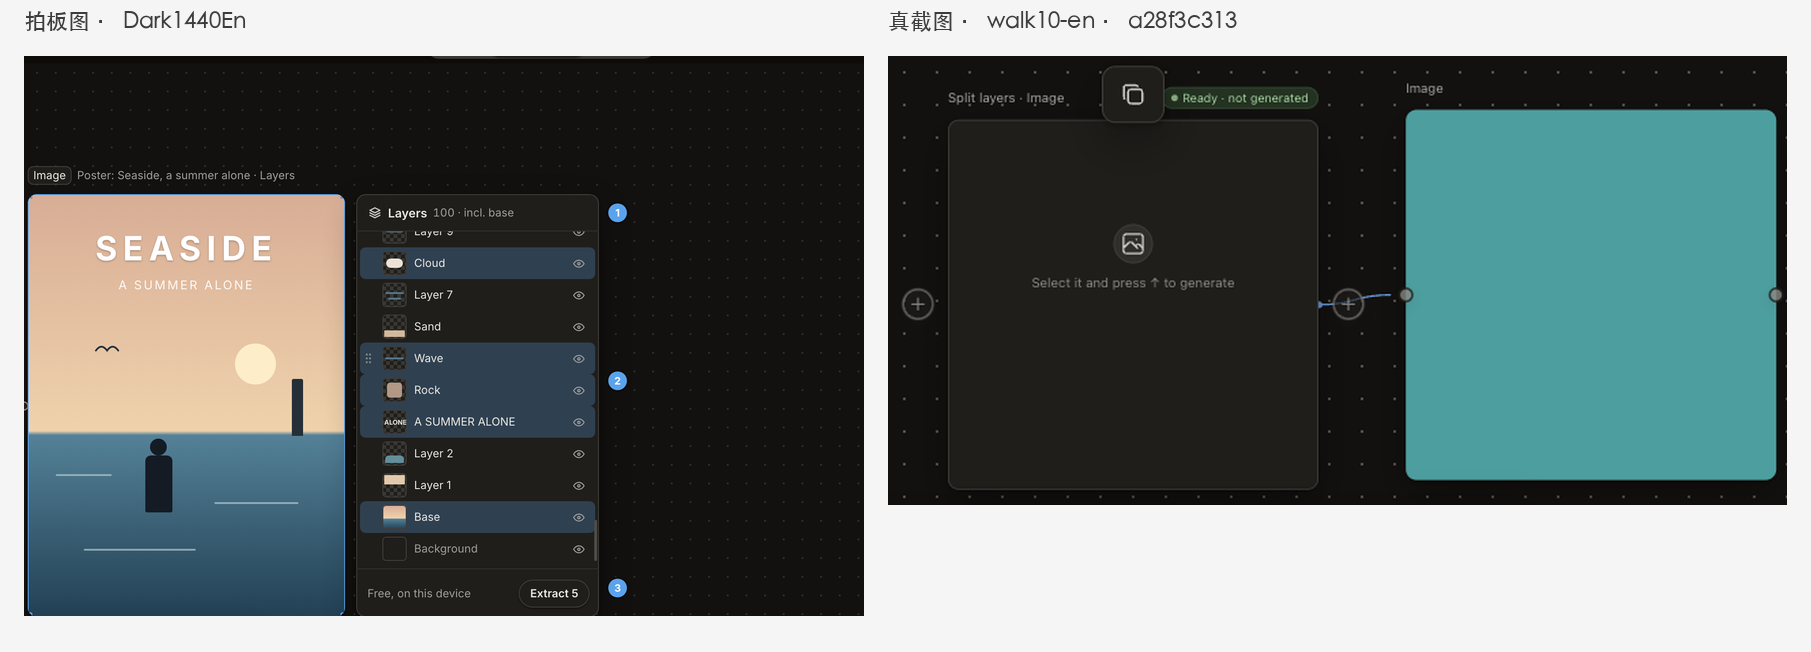 拍板图 · Dark1440En
真截图 · walk10-en · a28f3c313
Image Poster: Seaside, a summer alone · Layers
SEASIDE
A SUMMER ALONE
Layers 100 · incl. base
1
Layer 9
Cloud
Layer 7
Sand
Wave
2
Rock
ALONE A SUMMER ALONE
Layer 2
Layer 1
Base
Background
Free, on this device Extract 5
3
Split layers · Image
Ready · not generated
Image
Select it and press ↑ to generate